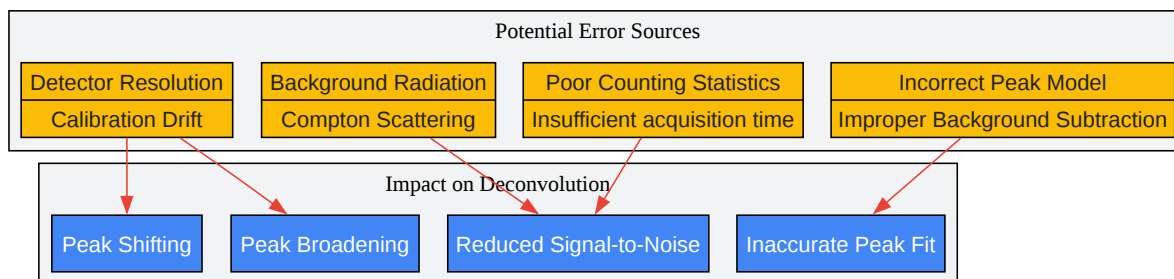 Potential Error Sources
Detector Resolution
Calibration Drift
Background Radiation
Compton Scattering
Poor Counting Statistics
Insufficient acquisition time
Incorrect Peak Model
Improper Background Subtraction
Impact on Deconvolution
Peak Shifting
Peak Broadening
Reduced Signal-to-Noise
Inaccurate Peak Fit